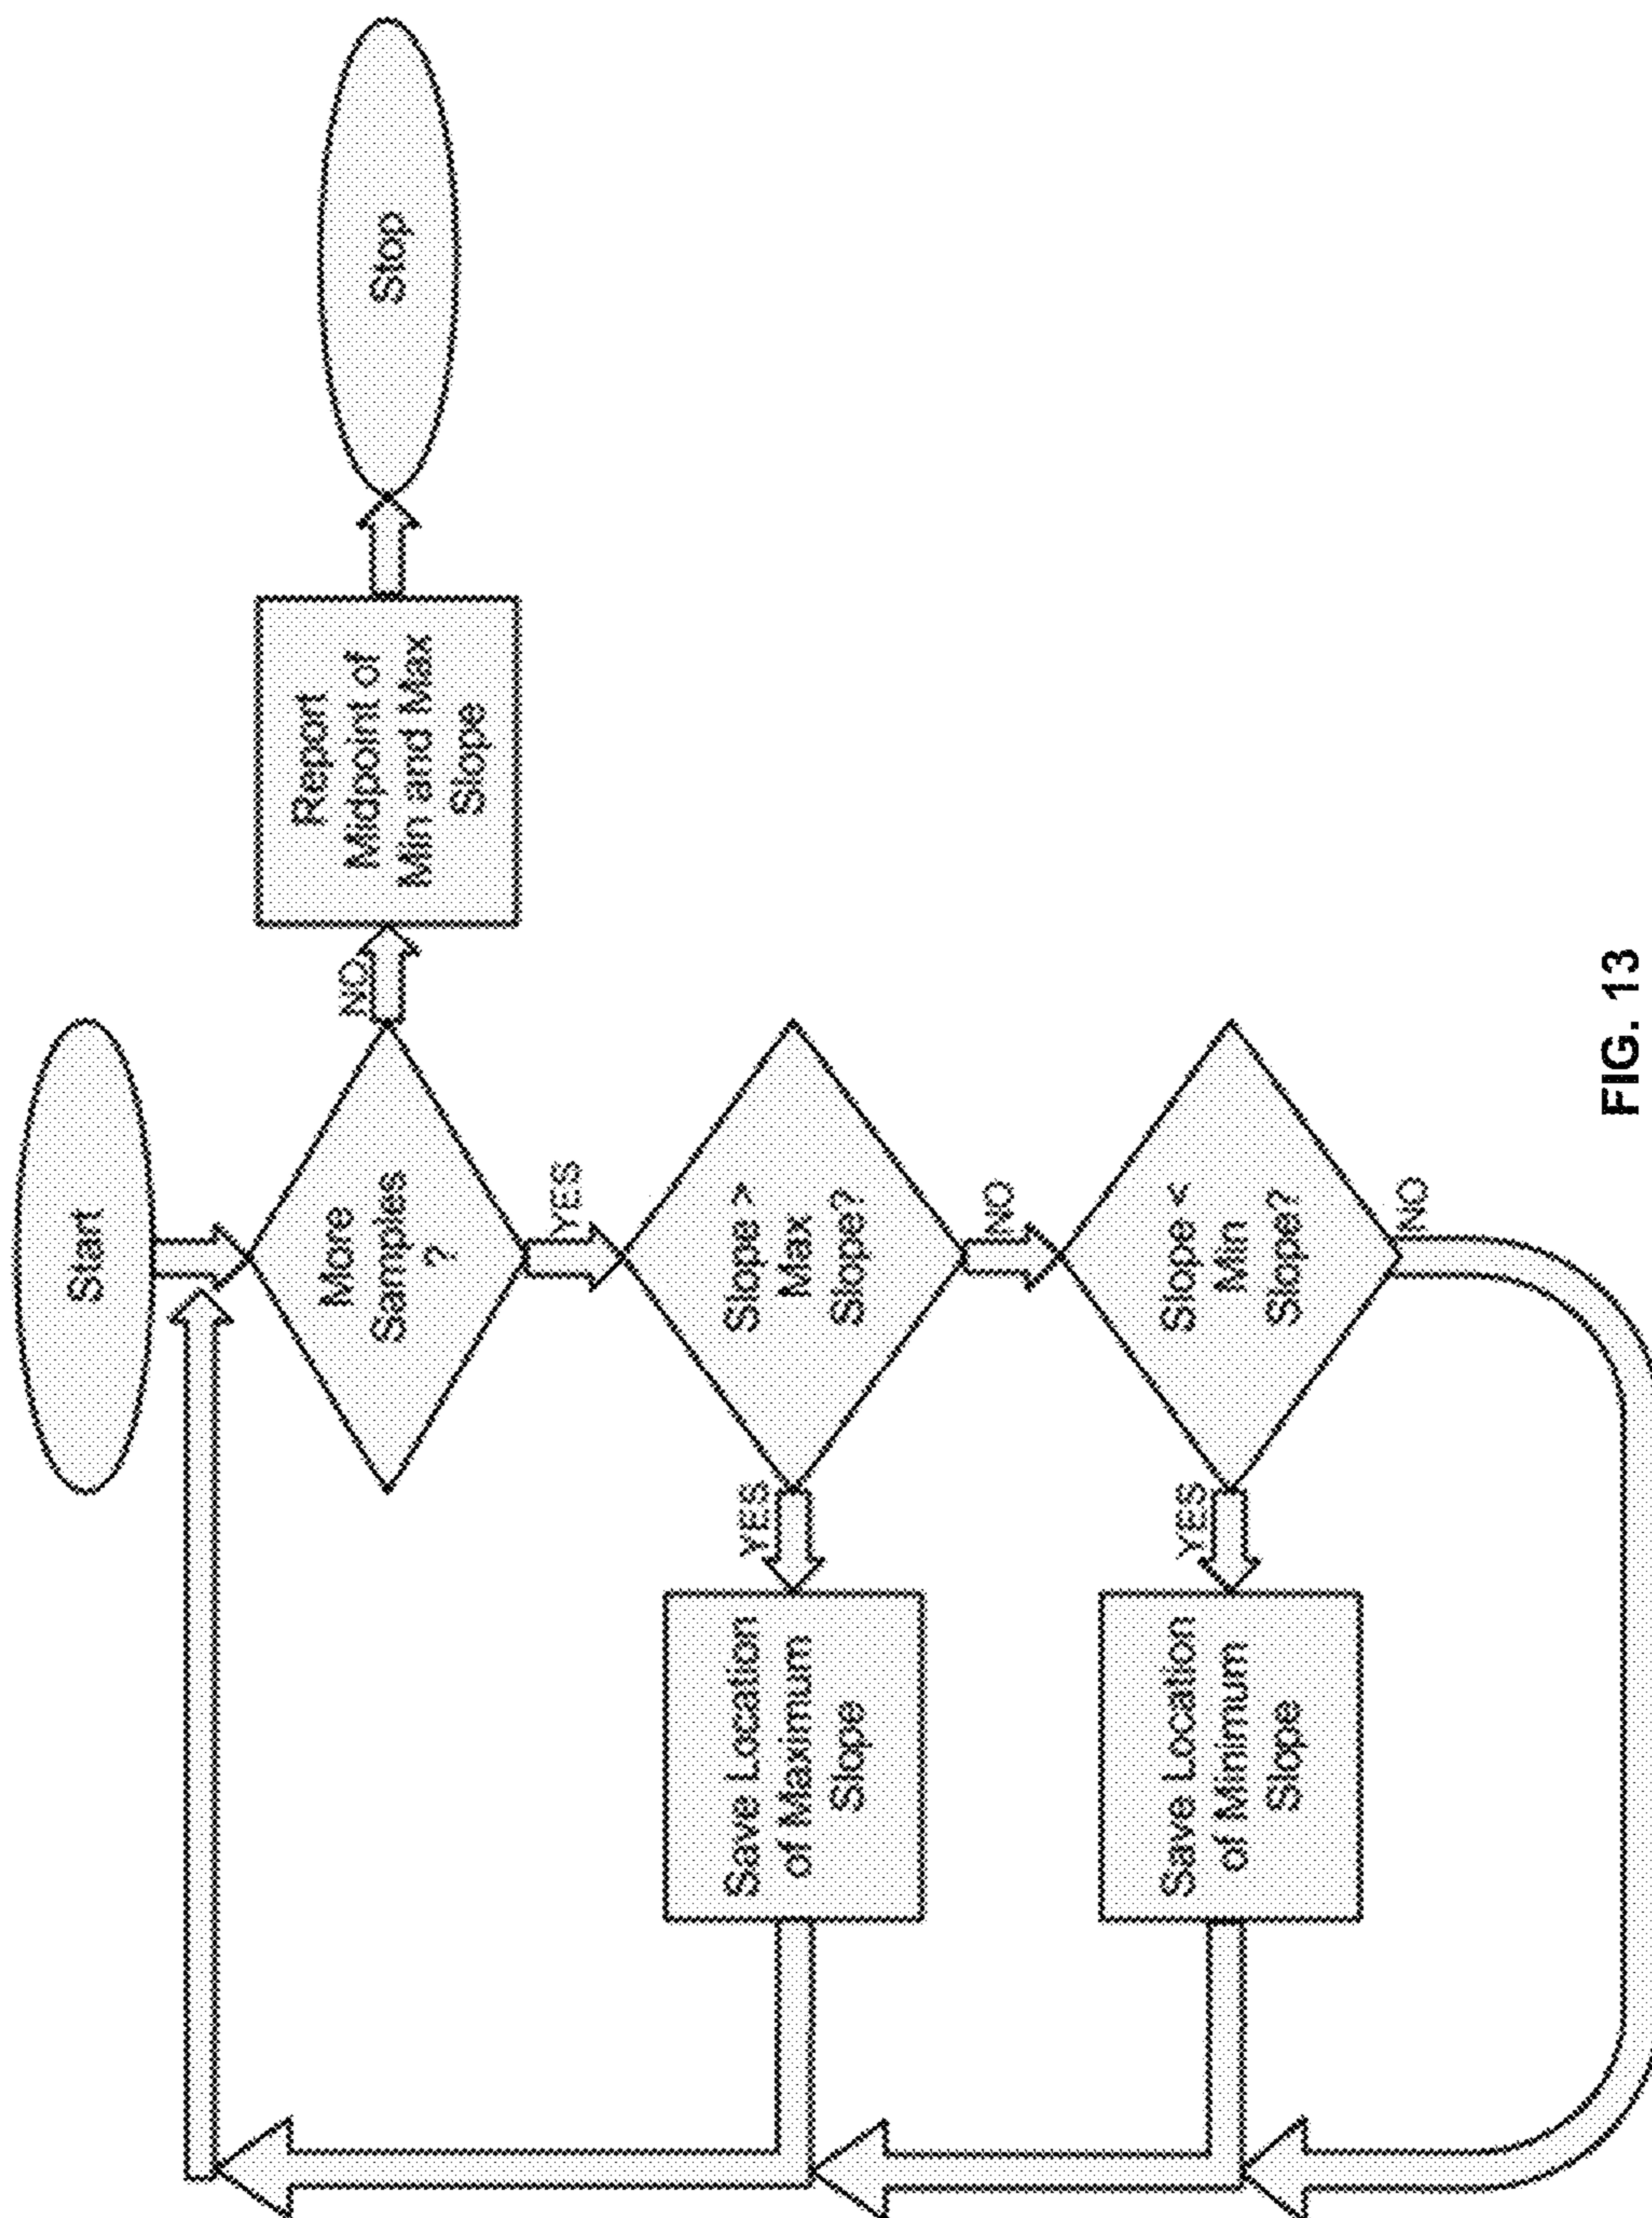 Start
More
Samples
?
NO
Report
Midpoint of
Min and Max
Slope
Stop
YES
Slope >
Max
Slope?
YES
Save Location
of Maximum
Slope
NO
Slope <
Min
Slope?
YES
Save Location
of Minimum
Slope
NO
FIG. 13